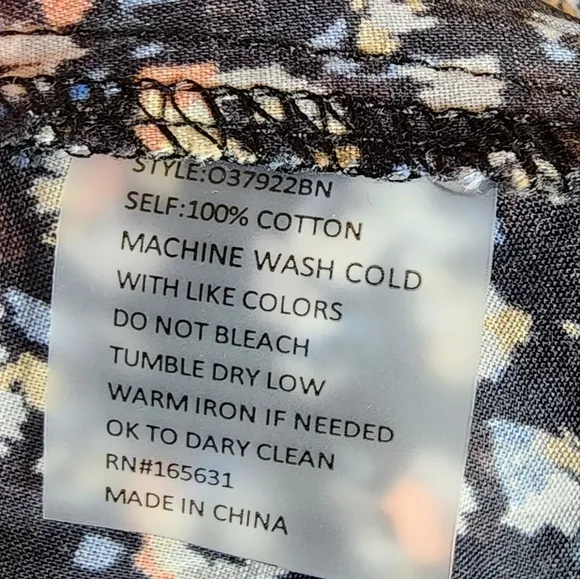 STYLE:O37922BN
SELF:100% COTTON
MACHINE WASH COLD
WITH LIKE COLORS
DO NOT BLEACH
TUMBLE DRY LOW
WARM IRON IF NEEDED
OK TO DARY CLEAN
RN#165631
MADE IN CHINA